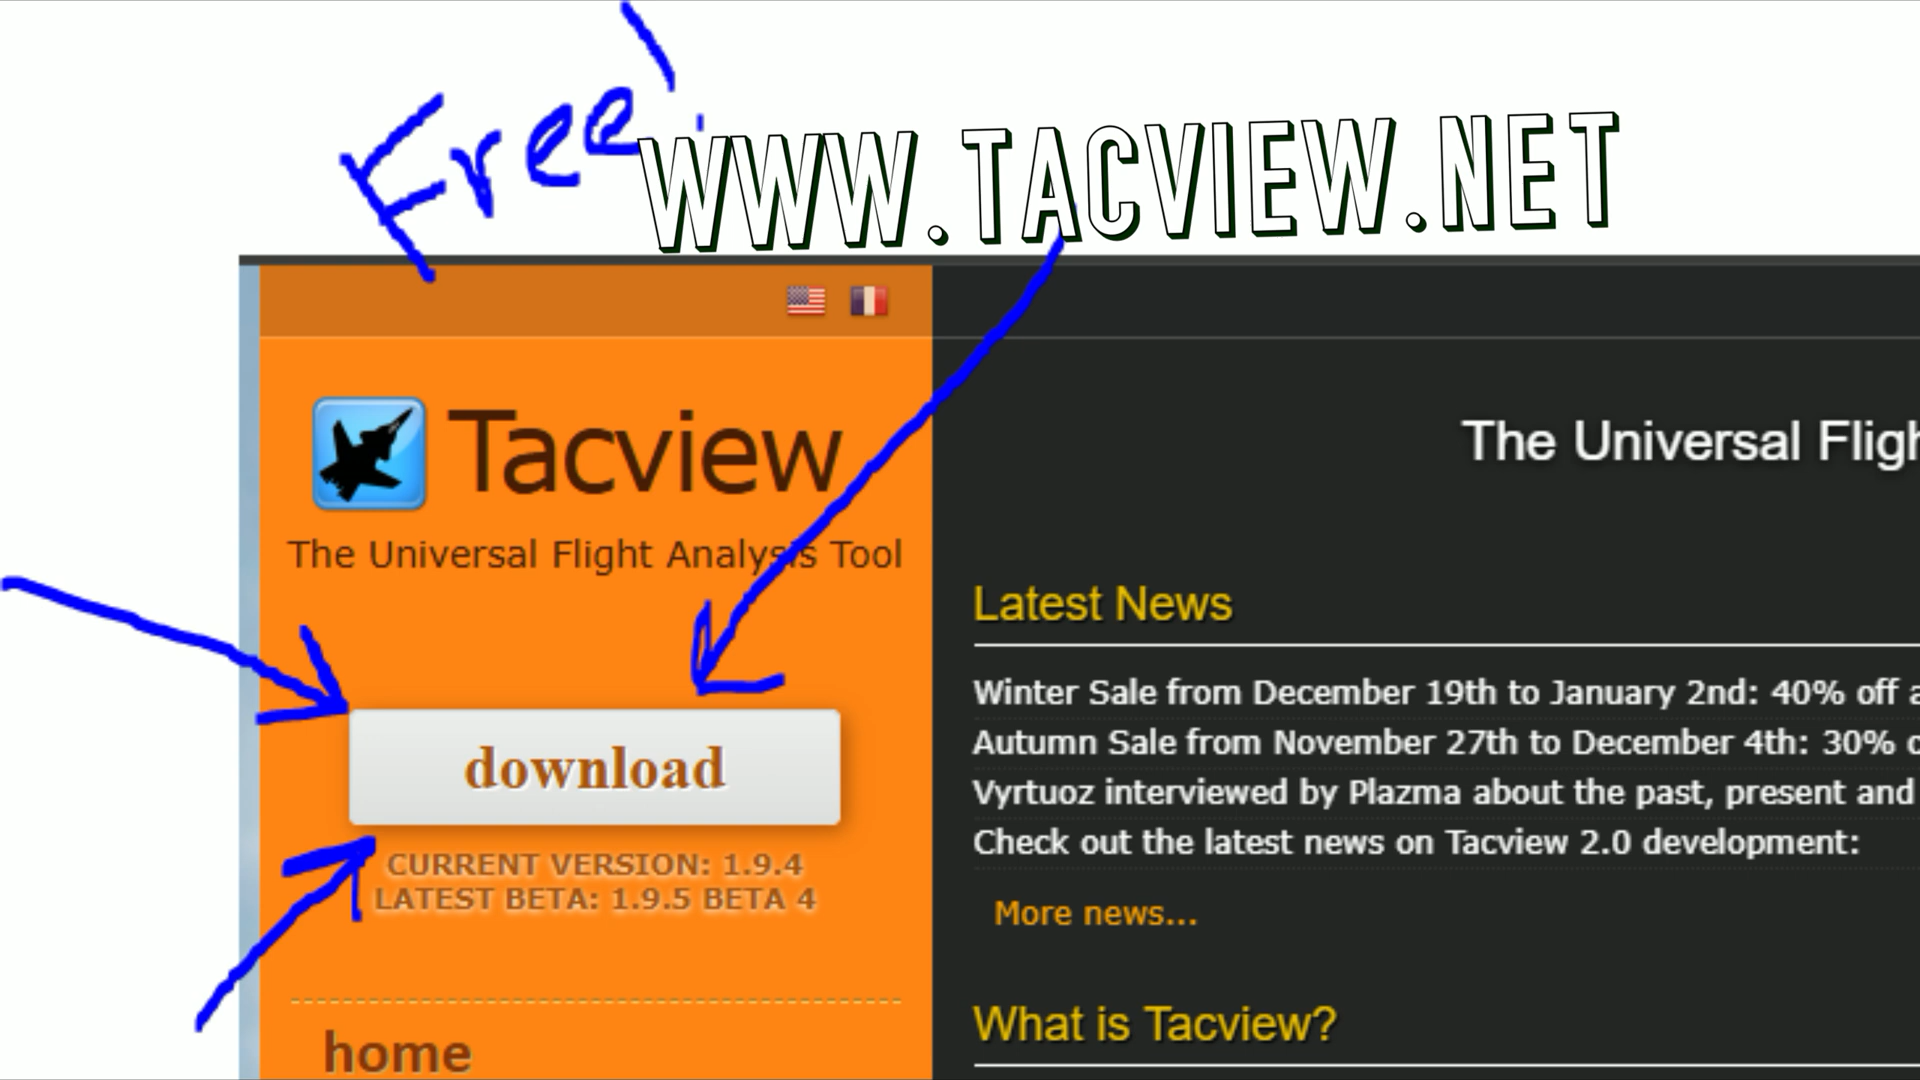 Free!
WWW.TACVIEW.NET
Tacview
The Universal Flight Analysis Tool
download
CURRENT VERSION: 1.9.4
LATEST BETA: 1.9.5 BETA 4
home
The Universal
Latest News
Winter Sale from December 19th to January 2nd: 40% off
Autumn Sale from November 27th to December 4th: 30%
Vyrtuoz interviewed by Plazma about the past, present and
Check out the latest news on Tacview 2.0 development:
More news...
What is Tacview?